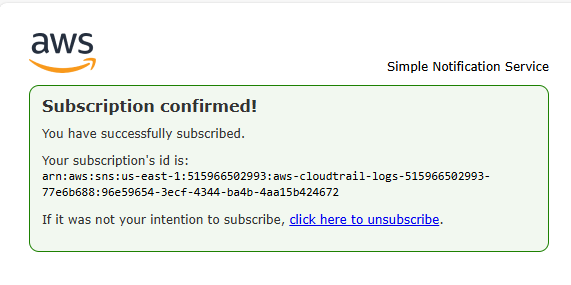 aws
Simple Notification Service
Subscription confirmed!
You have successfully subscribed.
Your subscription's id is:
arn:aws:sns:us-east-1:515966502993:aws-cloudtrail-logs-515966502993-
77e6b688:96e59654-3ecf-4344-ba4b-4aa15b424672
If it was not your intention to subscribe, click here to unsubscribe.